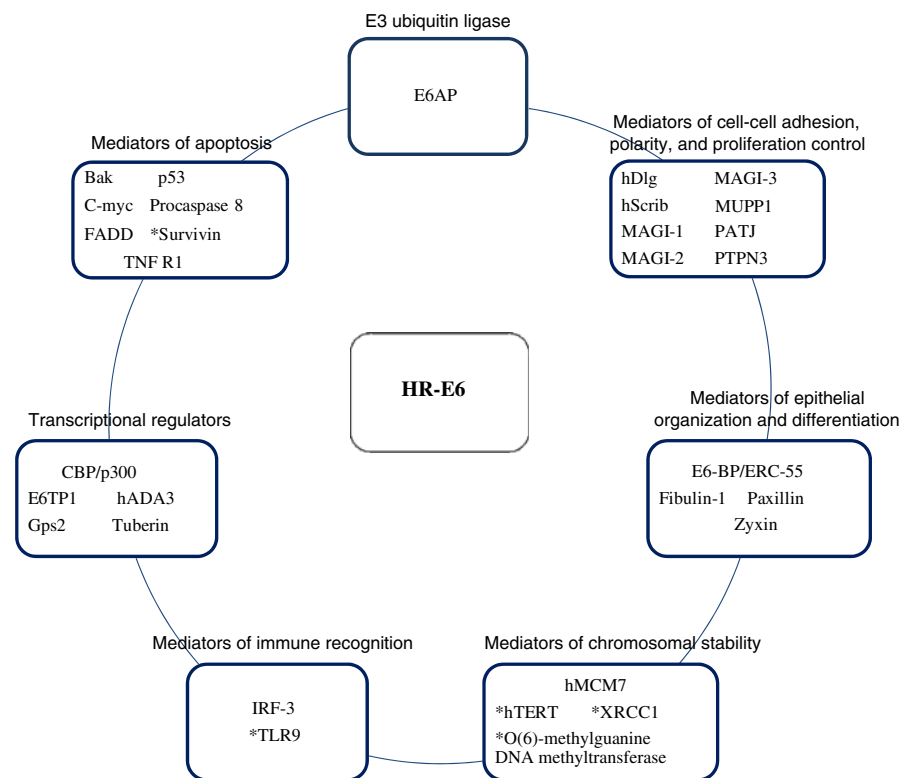 E3 ubiquitin ligase
E6AP
Mediators of cell-cell adhesion,
polarity, and proliferation control
hDlg MAGI-3
hScrib MUPP1
MAGI-1 PATJ
MAGI-2 PTPN3
Mediators of epithelial
organization and differentiation
E6-BP/ERC-55
Fibulin-1 Paxillin
Zyxin
Mediators of chromosomal stability
hMCM7
*hTERT *XRCC1
*O(6)-methylguanine
DNA methyltransferase
Mediators of immune recognition
IRF-3
*TLR9
Transcriptional regulators
CBP/p300
E6TP1 hADA3
Gps2 Tuberin
Mediators of apoptosis
Bak p53
C-myc Procaspase 8
FADD *Survivin
TNF R1
HR-E6